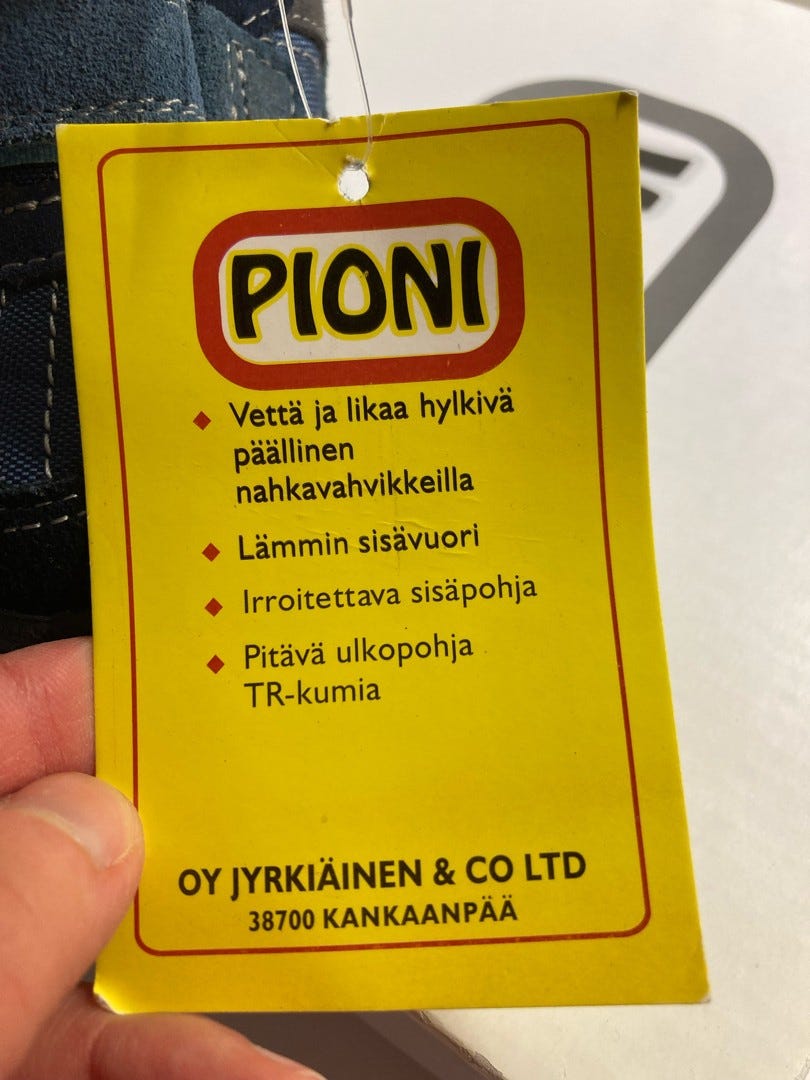 PIONI
Vettä ja likaa hylkivä
päällinen
nahkavahvikkeilla
Lämmin sisävuori
Irroitettava sisäpohja
Pitävä ulkopohja
TR-kumia
OY JYRKIÄINEN & CO LTD
38700 KANKAANPÄÄ